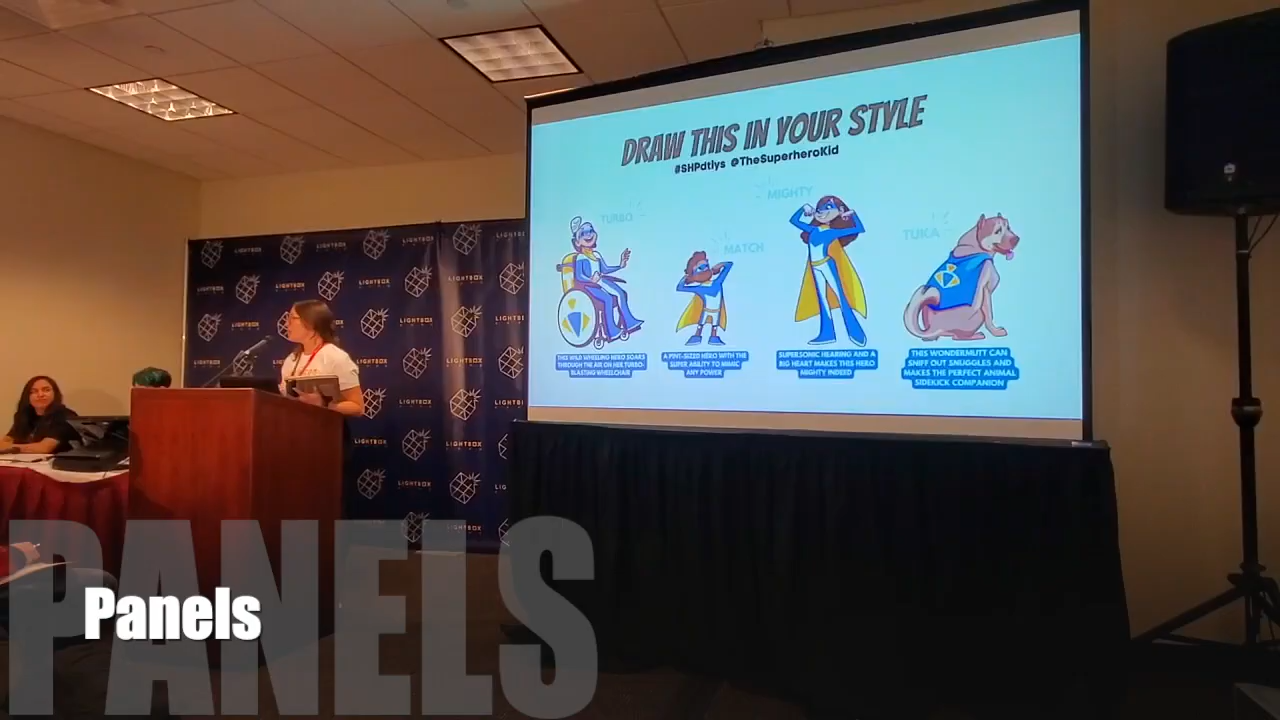 DRAW THIS IN YOUR STYLE
#SHPdtiys @TheSuperheroKid
TURBO
MATCH
MIGHTY
TUKA
THIS WILD WHEELING HERO SOARS
THROUGH THE AIR ON HER TURBO-
BLASTING WHEELCHAIR
A PINT-SIZED HERO WITH THE
SUPER ABILITY TO MIMIC
ANY POWER
SUPERSONIC HEARING AND A
BIG HEART MAKES THIS HERO
MIGHTY INDEED
THIS WONDERMUTT CAN
SNIFF OUT SNUGGLES AND
MAKES THE PERFECT ANIMAL
SIDEKICK COMPANION
LIGHTBOX
PANELS
Panels